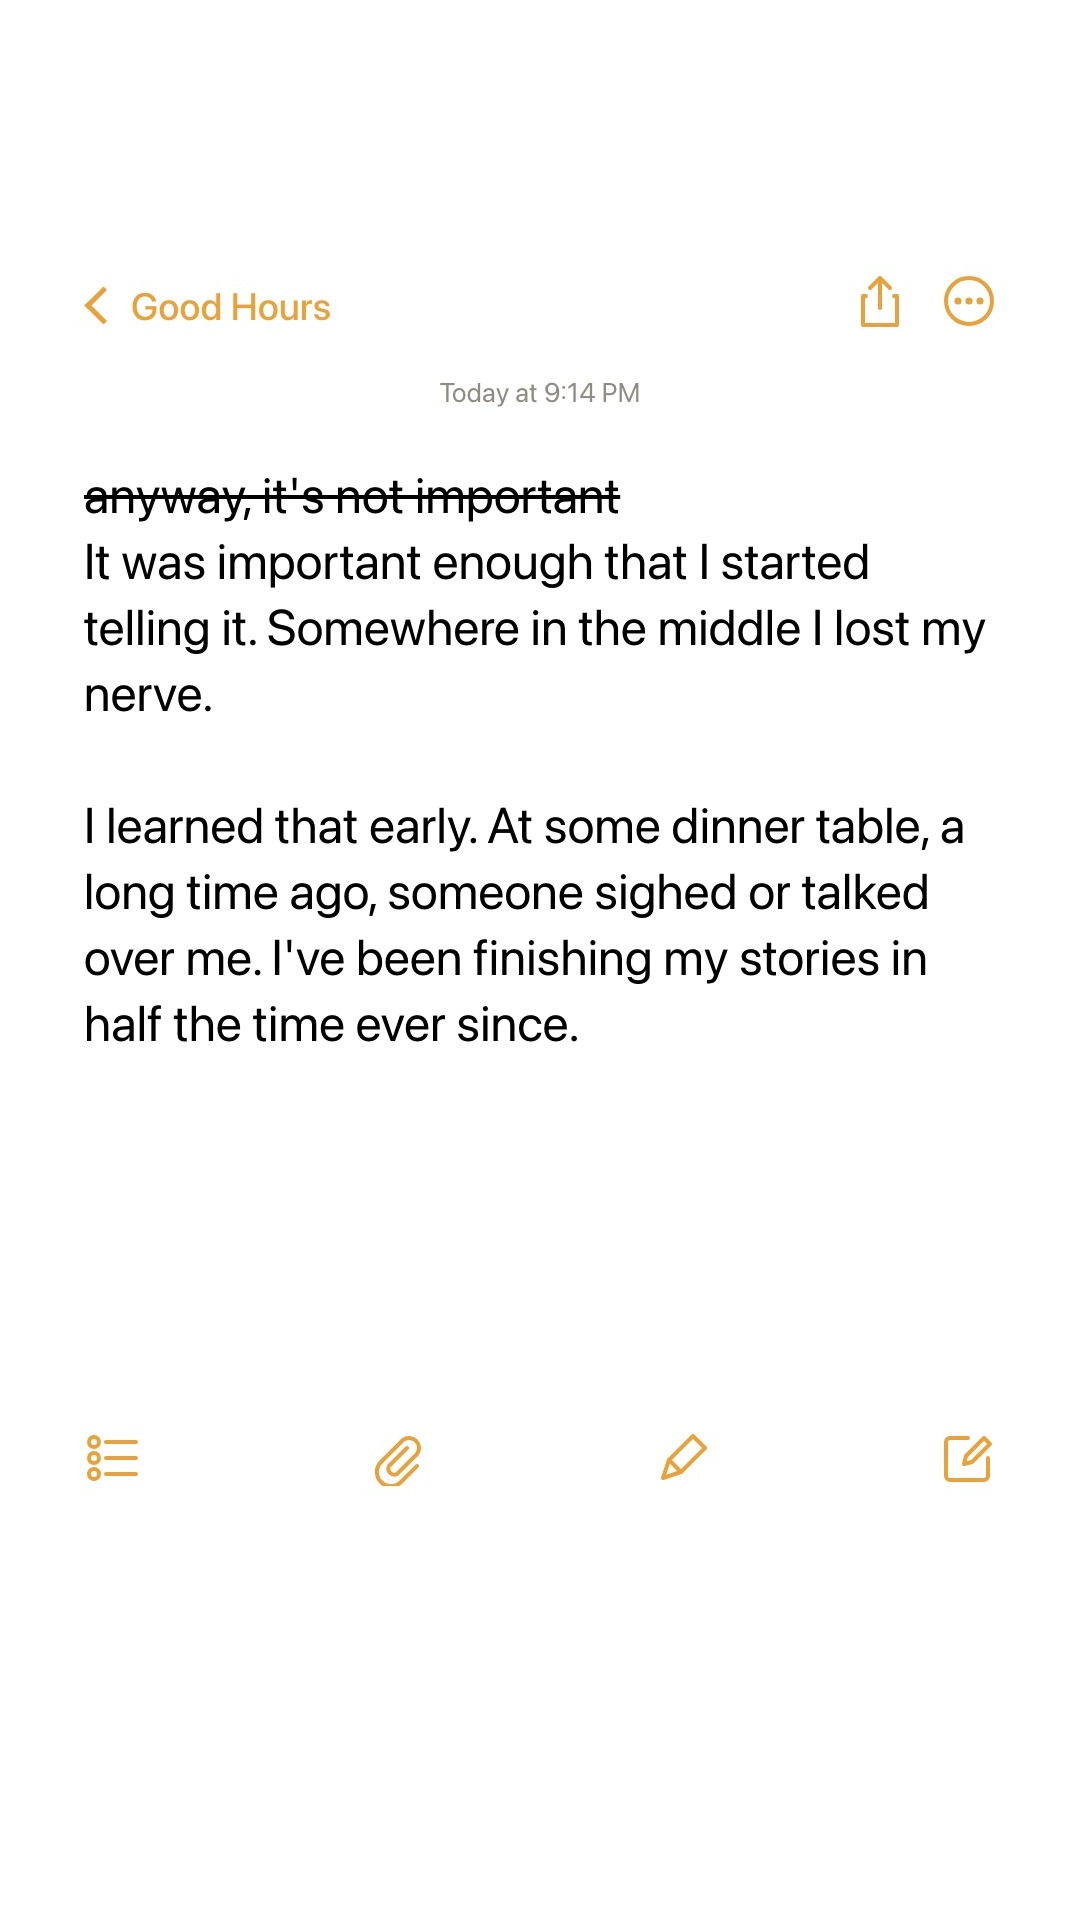 Good Hours
Today at 9:14 PM
anyway, it's not important
It was important enough that I started
telling it. Somewhere in the middle I lost my
nerve.
I learned that early. At some dinner table, a
long time ago, someone sighed or talked
over me. I've been finishing my stories in
half the time ever since.